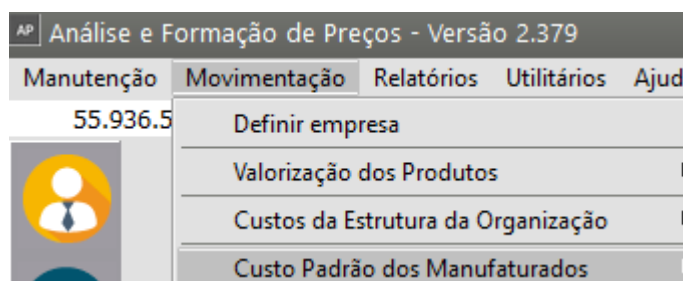 AP Análise e Formação de Preços - Versão 2.379
Manutenção Movimentação Relatórios Utilitários Ajud
55.936.5
Definir empresa
Valorização dos Produtos
Custos da Estrutura da Organização
Custo Padrão dos Manufaturados